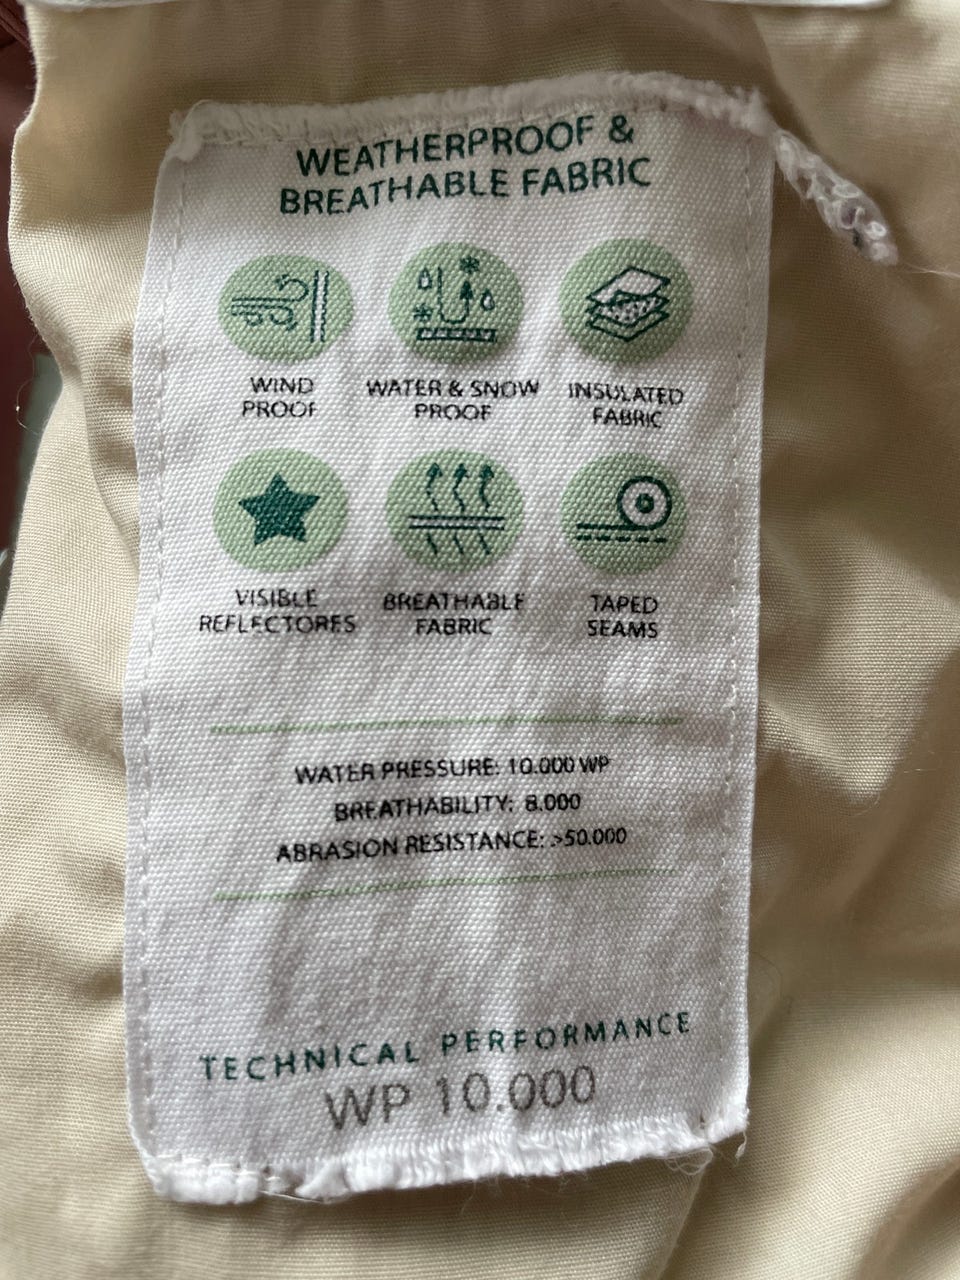 WEATHERPROOF &
BREATHABLE FABRIC
WIND
PROOF
WATER & SNOW
PROOF
INSULATED
FABRIC
VISIBLE
REFLECTORES
BREATHABLE
FABRIC
TAPED
SEAMS
WATER PRESSURE: 10.000 WP
BREATHABILITY: 8.000
ABRASION RESISTANCE: >50.000
TECHNICAL PERFORMANCE
WP 10.000